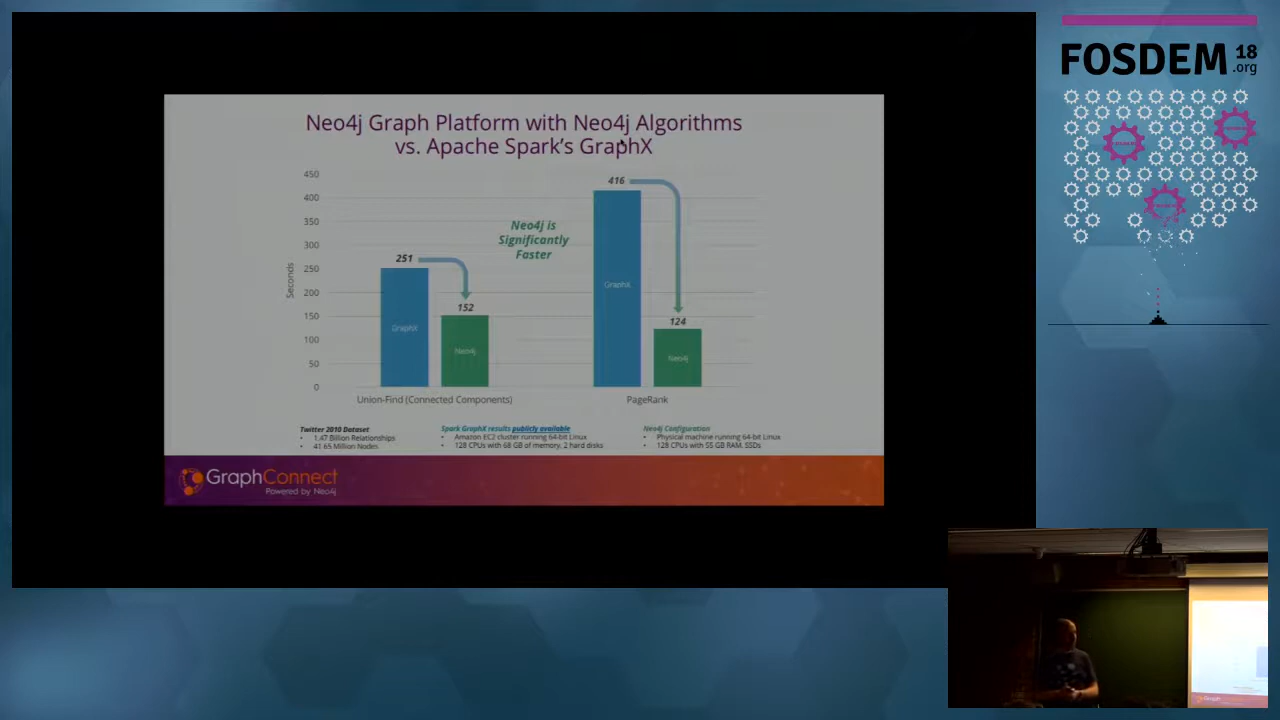 Neo4j Graph Platform with Neo4j Algorithms
vs. Apache Spark's GraphX
450
400
350
300
250
200
150
100
50
0
Seconds
251
GraphX
152
Neo4j
Neo4j is
Significantly
Faster
416
GraphX
124
Neo4j
Union-Find (Connected Components)
PageRank
Twitter 2010 Dataset
• 1.47 Billion Relationships
• 41.65 Million Nodes
Spark GraphX results publicly available
• Amazon EC2 cluster running 64-bit Linux
• 128 CPUs with 68 GB of memory, 2 hard disks
Neo4j Configuration
• Physical machine running 64-bit Linux
• 128 CPUs with 55 GB RAM, SSDs
GraphConnect
Powered by Neo4j
FOSDEM 18
.org